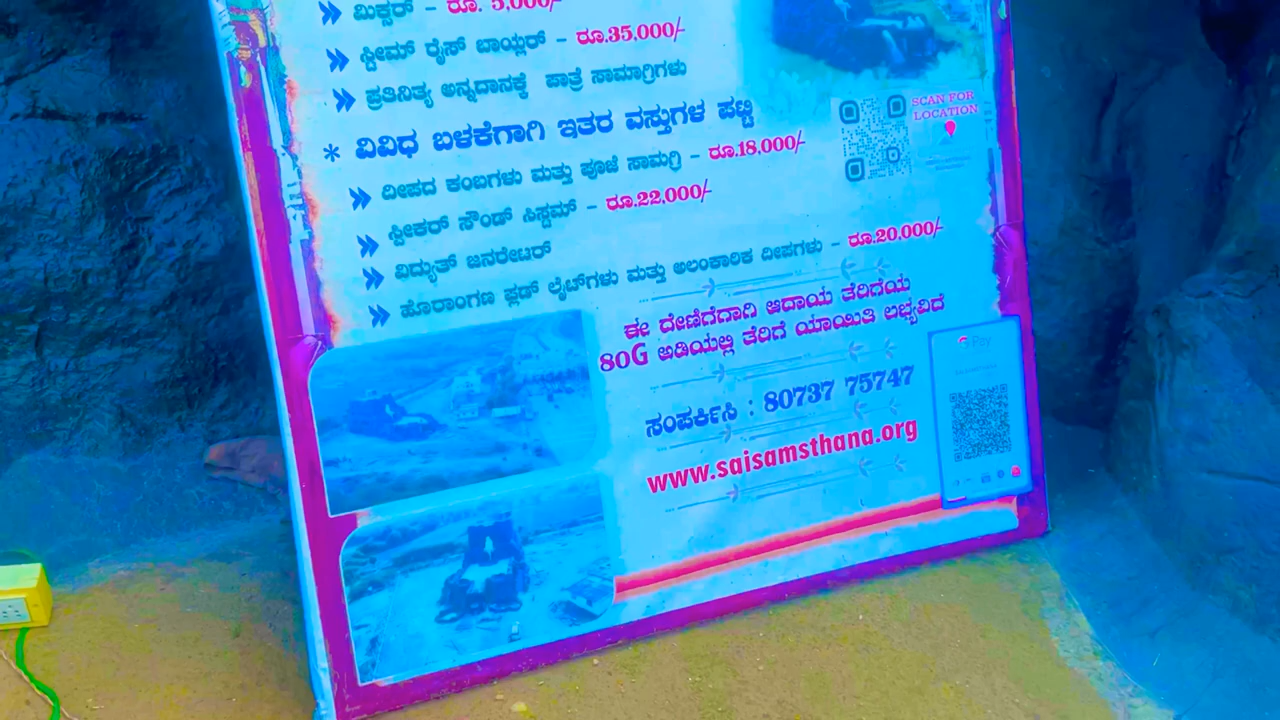 » ಮಿಕ್ಸರ್ – ರೂ. 5,000/-
» ಸ್ಟೀಮ್ ರೈಸ್ ಬಾಯ್ಲರ್ – ರೂ.35,000/-
» ಪ್ರತಿನಿತ್ಯ ಅನ್ನದಾನಕ್ಕೆ ಪಾತ್ರೆ ಸಾಮಾಗ್ರಿಗಳು
* ವಿವಿಧ ಬಳಕೆಗಾಗಿ ಇತರ ವಸ್ತುಗಳ ಪಟ್ಟಿ
» ದೀಪದ ಕಂಬಗಳು ಮತ್ತು ಪೂಜೆ ಸಾಮಗ್ರಿ – ರೂ.18,000/-
» ಸ್ಪೀಕರ್ ಸೌಂಡ್ ಸಿಸ್ಟಮ್ – ರೂ.22,000/-
» ವಿದ್ಯುತ್ ಜನರೇಟರ್
» ಹೊರಾಂಗಣ ಫ್ಲಡ್ ಲೈಟ್‌ಗಳು ಮತ್ತು ಅಲಂಕಾರಿಕ ದೀಪಗಳು – ರೂ.20,000/-
SCAN FOR
LOCATION
ಈ ದೇಣಿಗೆಗಾಗಿ ಆದಾಯ ತೆರಿಗೆಯ
80G ಅಡಿಯಲ್ಲಿ ತೆರಿಗೆ ಯಾಯಿತಿ ಲಭ್ಯವಿದೆ
ಸಂಪರ್ಕಿಸಿ : 80737 75747
www.saisamsthana.org
Pay